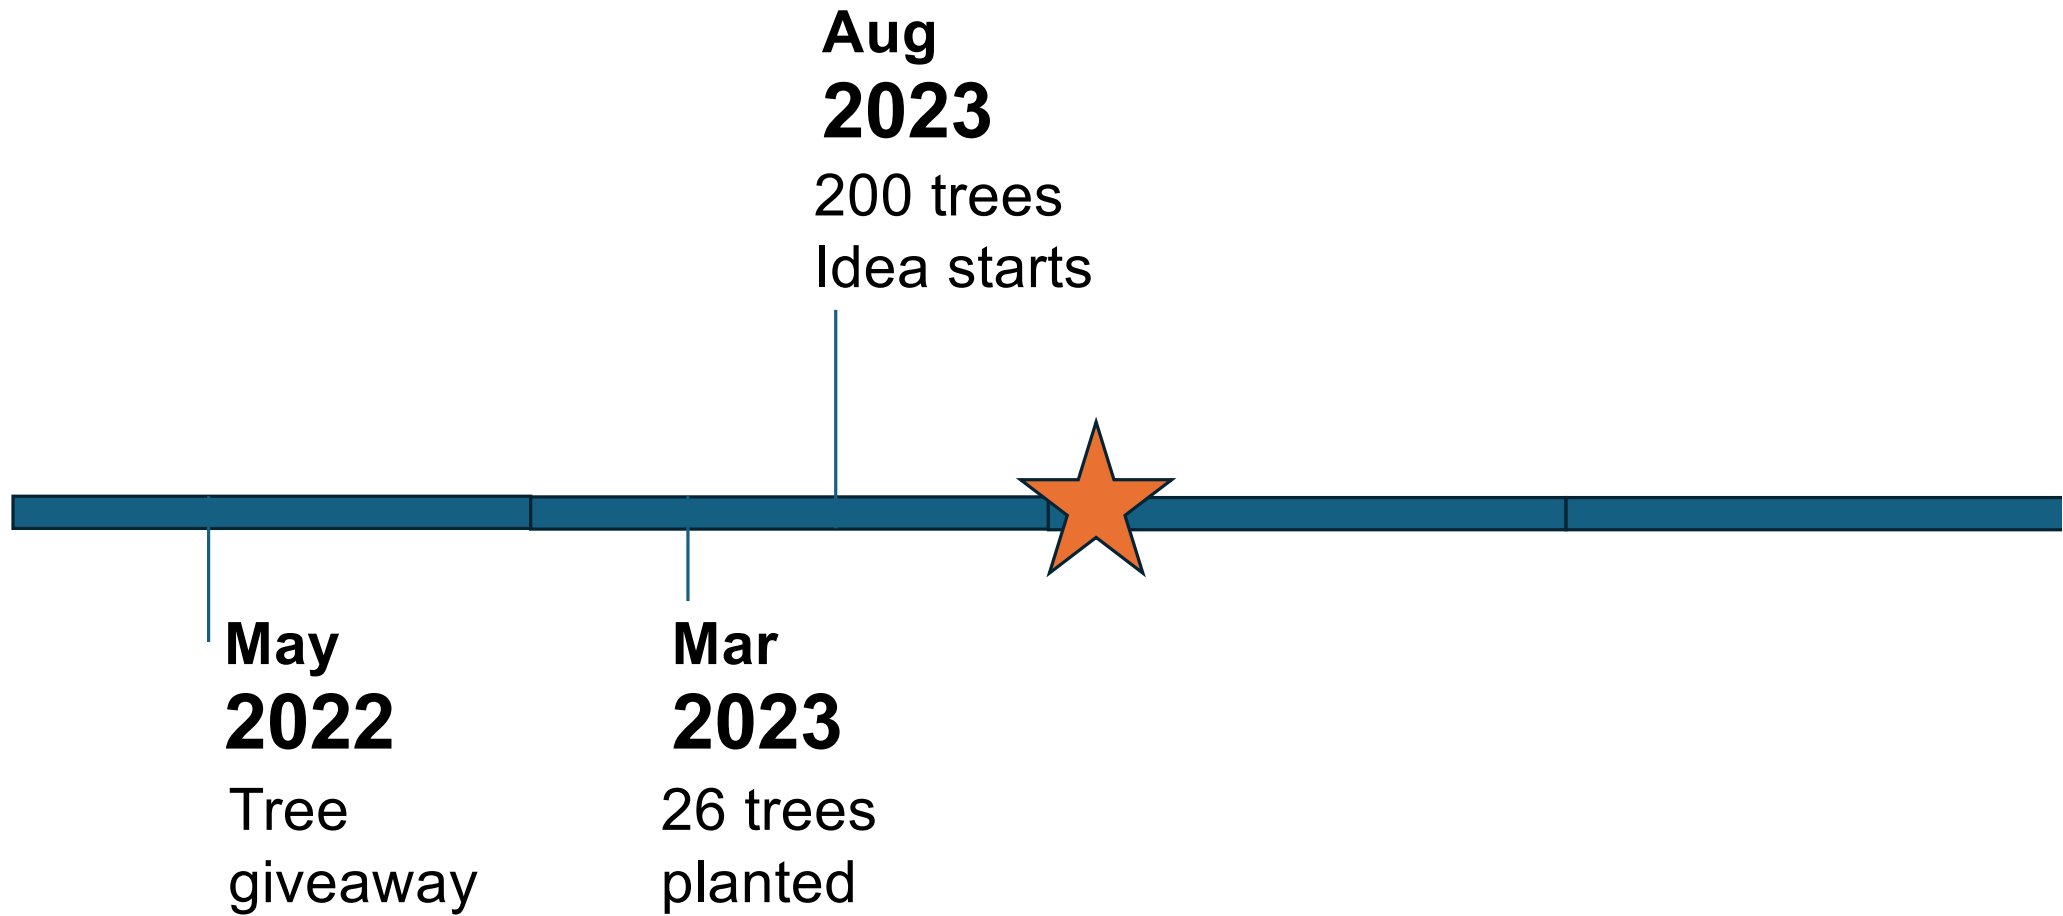 Aug
2023
200 trees
Idea starts
May
2022
Tree
giveaway
Mar
2023
26 trees
planted